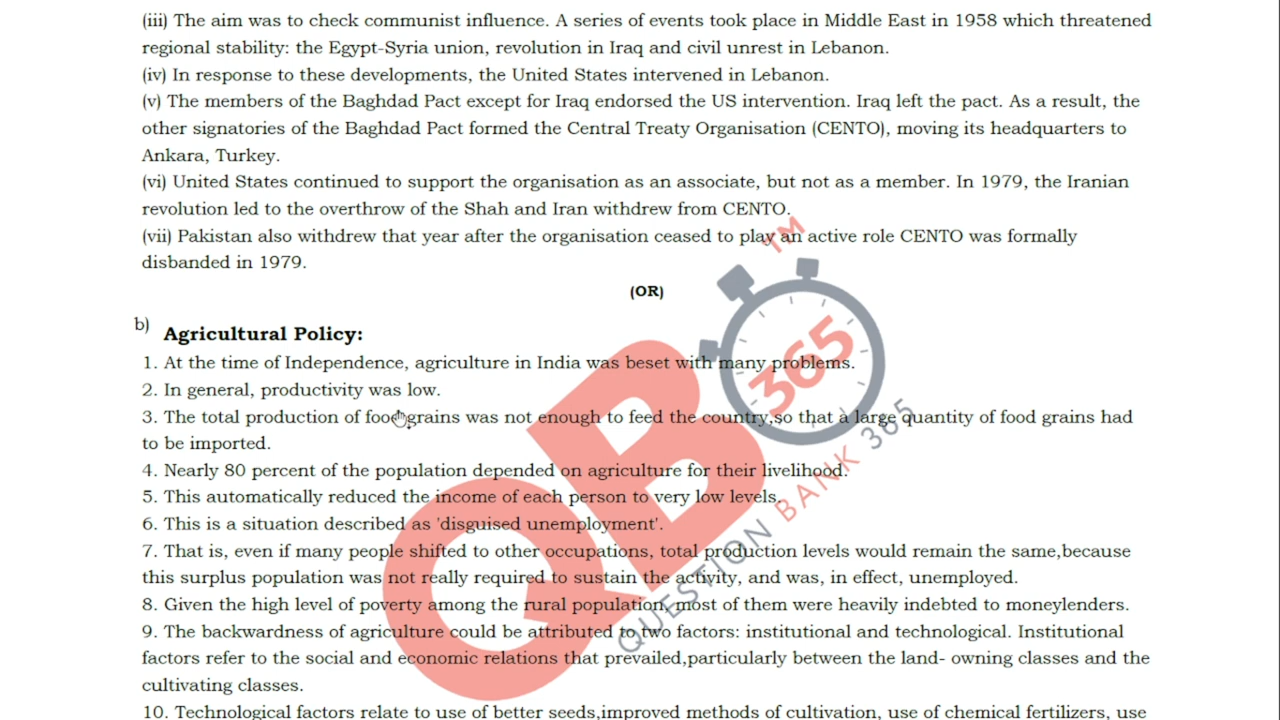 (iii) The aim was to check communist influence. A series of events took place in Middle East in 1958 which threatened
regional stability: the Egypt-Syria union, revolution in Iraq and civil unrest in Lebanon.
(iv) In response to these developments, the United States intervened in Lebanon.
(v) The members of the Baghdad Pact except for Iraq endorsed the US intervention. Iraq left the pact. As a result, the
other signatories of the Baghdad Pact formed the Central Treaty Organisation (CENTO), moving its headquarters to
Ankara, Turkey.
(vi) United States continued to support the organisation as an associate, but not as a member. In 1979, the Iranian
revolution led to the overthrow of the Shah and Iran withdrew from CENTO.
(vii) Pakistan also withdrew that year after the organisation ceased to play an active role CENTO was formally
disbanded in 1979.
(OR)
b) Agricultural Policy:
1. At the time of Independence, agriculture in India was beset with many problems.
2. In general, productivity was low.
3. The total production of food grains was not enough to feed the country,so that a large quantity of food grains had
to be imported.
4. Nearly 80 percent of the population depended on agriculture for their livelihood.
5. This automatically reduced the income of each person to very low levels.
6. This is a situation described as 'disguised unemployment'.
7. That is, even if many people shifted to other occupations, total production levels would remain the same,because
this surplus population was not really required to sustain the activity, and was, in effect, unemployed.
8. Given the high level of poverty among the rural population, most of them were heavily indebted to moneylenders.
9. The backwardness of agriculture could be attributed to two factors: institutional and technological. Institutional
factors refer to the social and economic relations that prevailed,particularly between the land- owning classes and the
cultivating classes.
10. Technological factors relate to use of better seeds,improved methods of cultivation, use of chemical fertilizers, use
QB
365
TM
QUESTION BANK 365